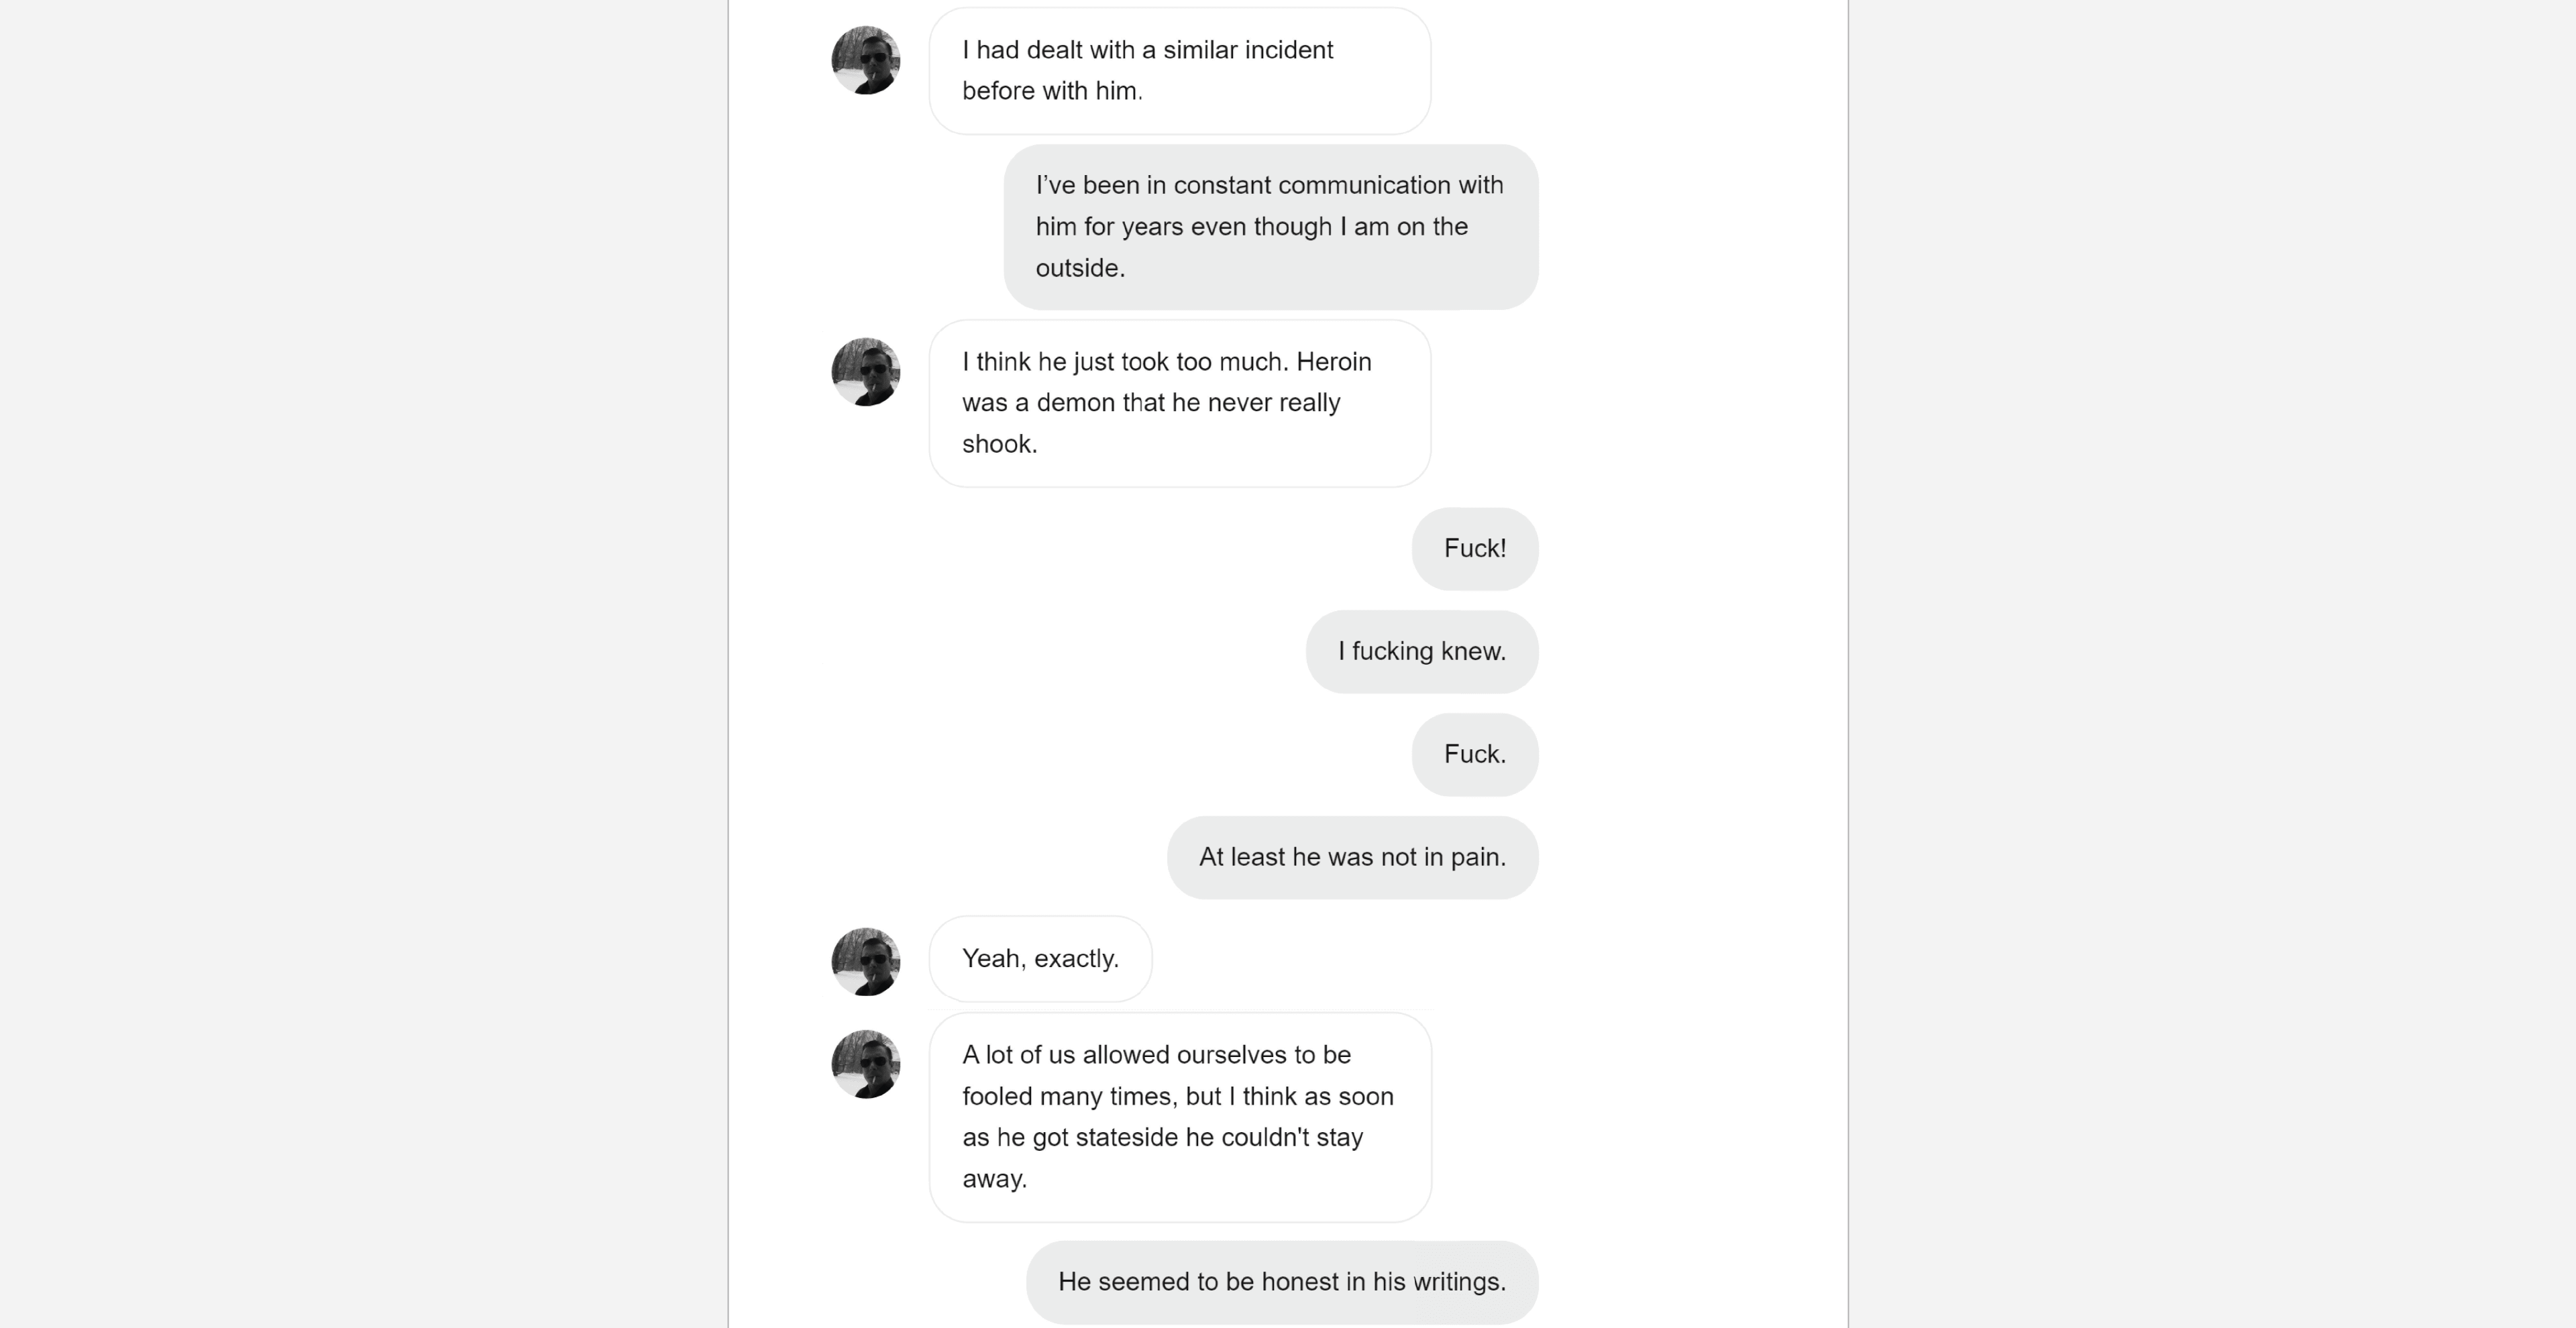 I had dealt with a similar incident
before with him.
I’ve been in constant communication with
him for years even though I am on the
outside.
I think he just took too much. Heroin
was a demon that he never really
shook.
Fuck!
I fucking knew.
Fuck.
At least he was not in pain.
Yeah, exactly.
A lot of us allowed ourselves to be
fooled many times, but I think as soon
as he got stateside he couldn't stay
away.
He seemed to be honest in his writings.